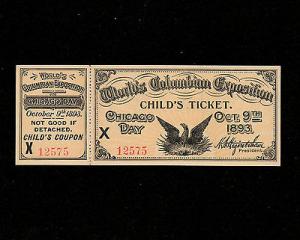 WORLD'S
COLUMBIAN EXPOSITION
CHICAGO DAY
October 9th 1893.
NOT GOOD IF
DETACHED.
CHILD'S COUPON
X 12575
World's Columbian Exposition
CHILD'S TICKET.
CHICAGO DAY
OCT. 9TH 1893.
X
12575
President.